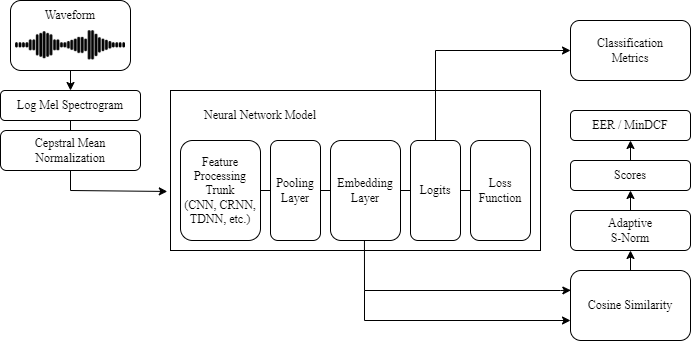 Waveform
Log Mel Spectrogram
Cepstral Mean
Normalization
Neural Network Model
Feature
Processing
Trunk
(CNN, CRNN,
TDNN, etc.)
Pooling
Layer
Embedding
Layer
Logits
Loss
Function
Classification
Metrics
EER / MinDCF
Scores
Adaptive
S-Norm
Cosine Similarity